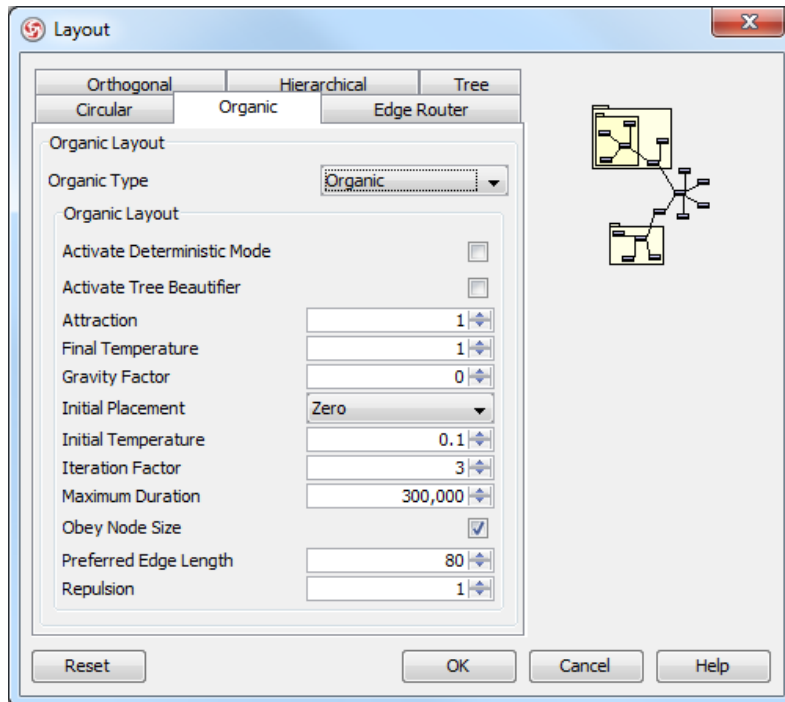 Layout
Orthogonal Hierarchical Tree
Circular Organic Edge Router
Organic Layout
Organic Type Organic
Organic Layout
Activate Deterministic Mode
Activate Tree Beautifier
Attraction 1
Final Temperature 1
Gravity Factor 0
Initial Placement Zero
Initial Temperature 0.1
Iteration Factor 3
Maximum Duration 300,000
Obey Node Size
Preferred Edge Length 80
Repulsion 1
Reset OK Cancel Help